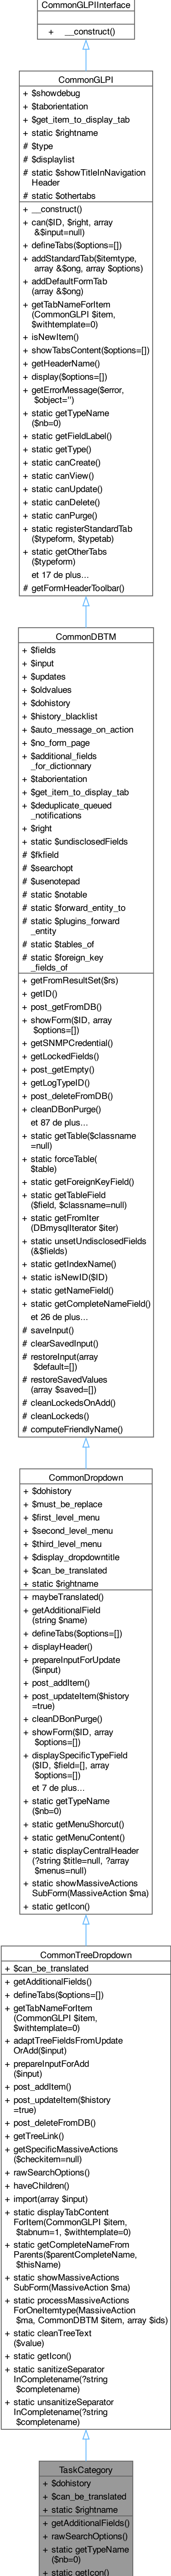 CommonGLPIInterface
+ __construct()
CommonGLPI
+ $showdebug
+ $taborientation
+ $get_item_to_display_tab
+ static $rightname
# $type
# $displaylist
# static $showTitleInNavigation
Header
# static $othertabs
+ __construct()
+ can($ID, $right, array
&$input=null)
+ defineTabs($options=[])
+ addStandardTab($itemtype,
array &$ong, array $options)
+ addDefaultFormTab
(array &$ong)
+ getTabNameForItem
(CommonGLPI $item,
$withtemplate=0)
+ isNewItem()
+ showTabsContent($options=[])
+ getHeaderName()
+ display($options=[])
+ getErrorMessage($error,
$object='')
+ static getTypeName
($nb=0)
+ static getFieldLabel()
+ static getType()
+ static canCreate()
+ static canView()
+ static canUpdate()
+ static canDelete()
+ static canPurge()
+ static registerStandardTab
($typeform, $typetab)
+ static getOtherTabs
($typeform)
et 17 de plus...
# getFormHeaderToolbar()
CommonDBTM
+ $fields
+ $input
+ $updates
+ $oldvalues
+ $dohistory
+ $history_blacklist
+ $auto_message_on_action
+ $no_form_page
+ $additional_fields
_for_dictionnary
+ $taborientation
+ $get_item_to_display_tab
+ $deduplicate_queued
_notifications
+ $right
+ static $undisclosedFields
# $fkfield
# $searchopt
# $usenotepad
# static $notable
# static $forward_entity_to
# static $plugins_forward
_entity
# static $tables_of
# static $foreign_key
_fields_of
+ getFromResultSet($rs)
+ getID()
+ post_getFromDB()
+ showForm($ID, array
$options=[])
+ getSNMPCredential()
+ getLockedFields()
+ post_getEmpty()
+ getLogTypeID()
+ post_deleteFromDB()
+ cleanDBonPurge()
et 87 de plus...
+ static getTable($classname
=null)
+ static forceTable(
$table)
+ static getForeignKeyField()
+ static getTableField
($field, $classname=null)
+ static getFromIter
(DBmysqlIterator $iter)
+ static unsetUndisclosedFields
(&$fields)
+ static getIndexName()
+ static isNewID($ID)
+ static getNameField()
+ static getCompleteNameField()
et 26 de plus...
# saveInput()
# clearSavedInput()
# restoreInput(array
$default=[])
# restoreSavedValues
(array $saved=[])
# cleanLockedsOnAdd()
# cleanLockeds()
# computeFriendlyName()
CommonDropdown
+ $dohistory
+ $must_be_replace
+ $first_level_menu
+ $second_level_menu
+ $third_level_menu
+ $display_dropdowntitle
+ $can_be_translated
+ static $rightname
+ maybeTranslated()
+ getAdditionalField
(string $name)
+ defineTabs($options=[])
+ displayHeader()
+ prepareInputForUpdate
($input)
+ post_addItem()
+ post_updateItem($history
=true)
+ cleanDBonPurge()
+ showForm($ID, array
$options=[])
+ displaySpecificTypeField
($ID, $field=[], array
$options=[])
et 7 de plus...
+ static getTypeName
($nb=0)
+ static getMenuShorcut()
+ static getMenuContent()
+ static displayCentralHeader
(?string $title=null, ?array
$menus=null)
+ static showMassiveActions
SubForm(MassiveAction $ma)
+ static getIcon()
CommonTreeDropdown
+ $can_be_translated
+ getAdditionalFields()
+ defineTabs($options=[])
+ getTabNameForItem
(CommonGLPI $item,
$withtemplate=0)
+ adaptTreeFieldsFromUpdate
OrAdd($input)
+ prepareInputForAdd
($input)
+ post_addItem()
+ post_updateItem($history
=true)
+ post_deleteFromDB()
+ getTreeLink()
+ getSpecificMassiveActions
($checkitem=null)
+ rawSearchOptions()
+ haveChildren()
+ import(array $input)
+ static displayTabContent
ForItem(CommonGLPI $item,
$tabnum=1, $withtemplate=0)
+ static getCompleteNameFrom
Parents($parentCompleteName,
$thisName)
+ static showMassiveActions
SubForm(MassiveAction $ma)
+ static processMassiveActions
ForOneItemtype(MassiveAction
$ma, CommonDBTM $item, array $ids)
+ static cleanTreeText
($value)
+ static getIcon()
+ static sanitizeSeparator
InCompletename(?string
$completename)
+ static unsanitizeSeparator
InCompletename(?string
$completename)
TaskCategory
+ $dohistory
+ $can_be_translated
+ static $rightname
+ getAdditionalFields()
+ rawSearchOptions()
+ static getTypeName
($nb=0)
+ static getIcon()